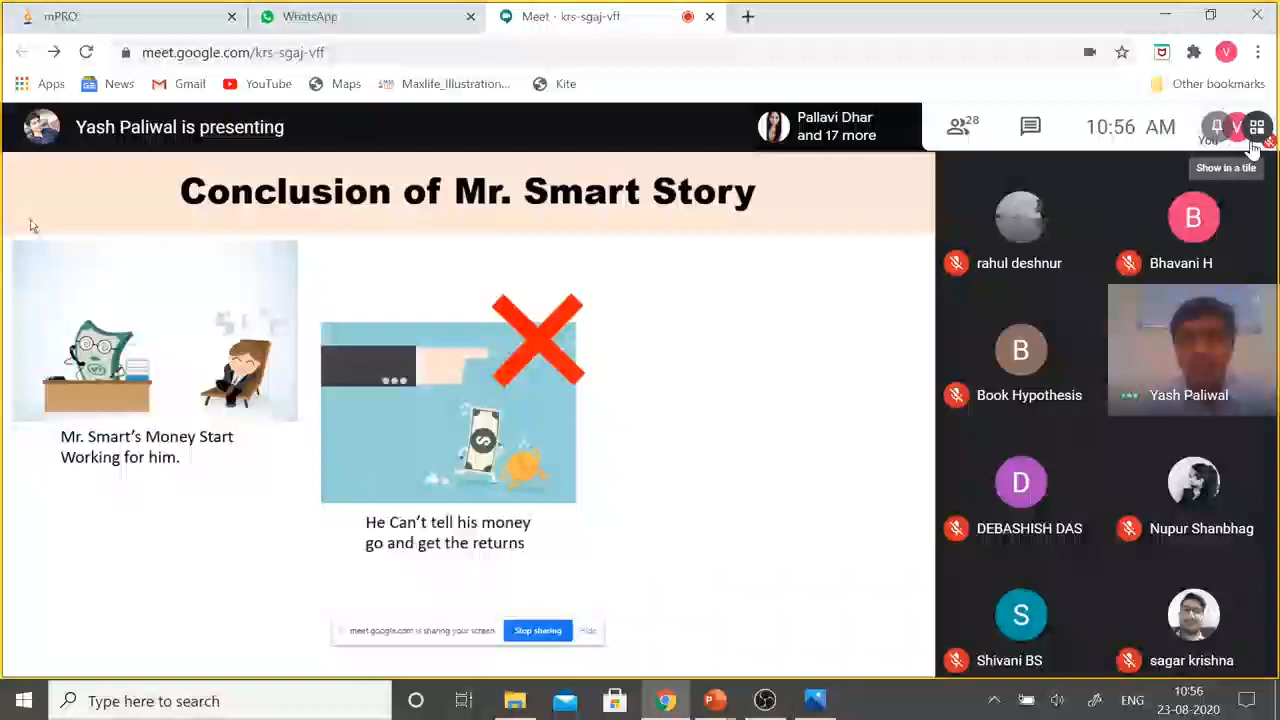 mPRO
WhatsApp
Meet - krs-sgaj-vff
meet.google.com/krs-sgaj-vff
V
Apps
News
Gmail
YouTube
Maps
Maxlife_Illustration...
Kite
Other bookmarks
Yash Paliwal is presenting
Pallavi Dhar
and 17 more
28
10:56 AM
V
You
Show in a tile
Conclusion of Mr. Smart Story
Mr. Smart's Money Start
Working for him.
He Can't tell his money
go and get the returns
meet.google.com is sharing your screen.
Stop sharing
Hide
rahul deshnur
B
Bhavani H
B
Book Hypothesis
Yash Paliwal
D
DEBASHISH DAS
Nupur Shanbhag
S
Shivani BS
sagar krishna
Type here to search
ENG
10:56
23-08-2020